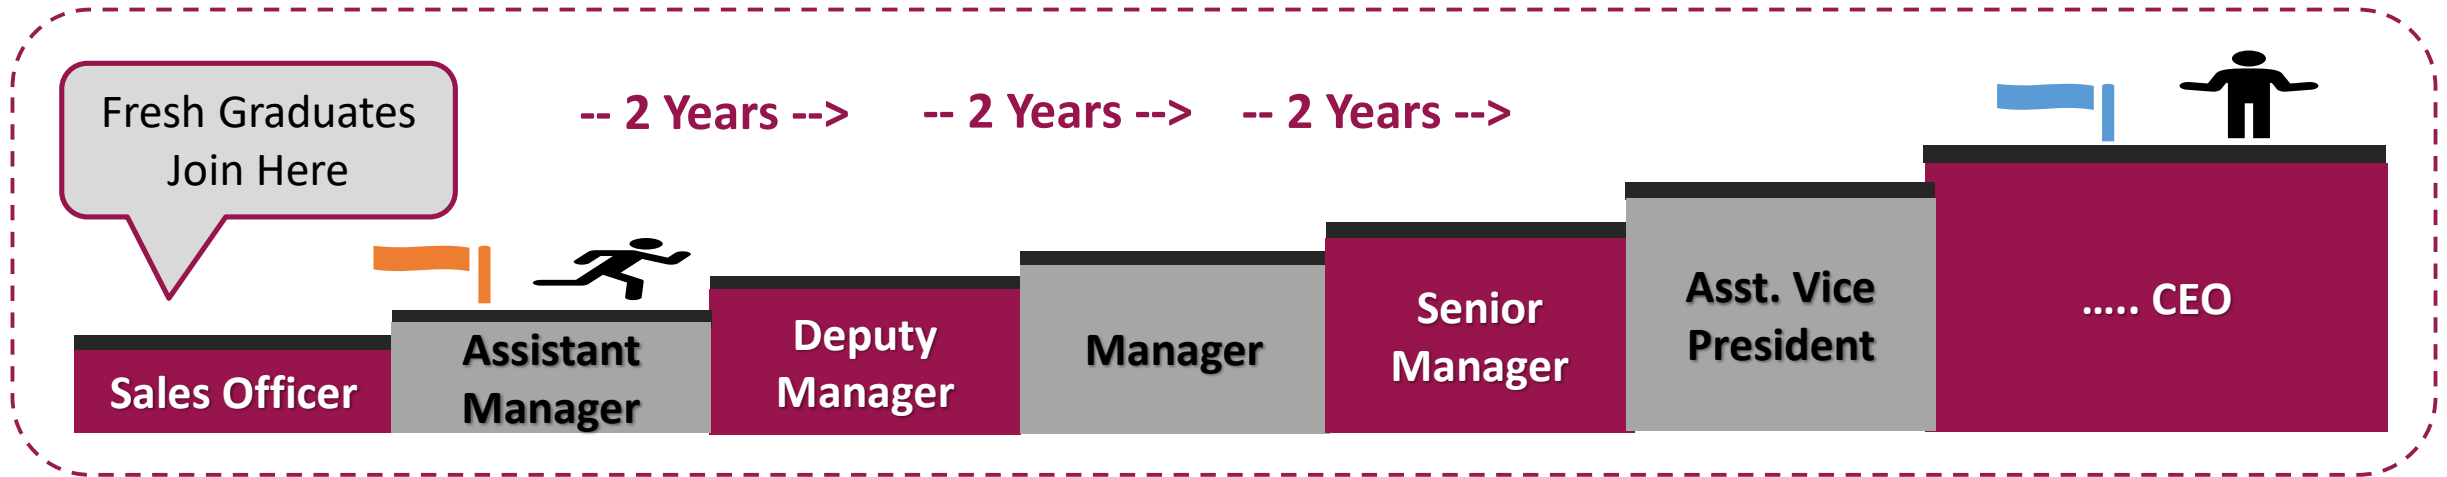 Fresh Graduates
Join Here
-- 2 Years --> -- 2 Years --> -- 2 Years -->
Sales Officer
Assistant
Manager
Deputy
Manager
Manager
Senior
Manager
Asst. Vice
President
..... CEO